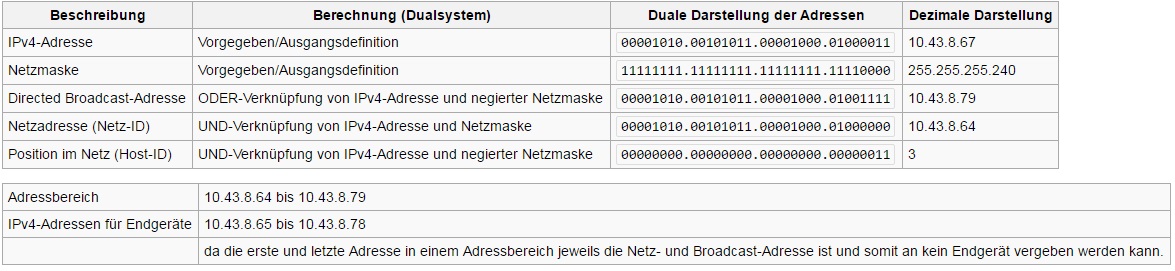 Beschreibung Berechnung (Dualsystem) Duale Darstellung der Adressen Dezimale Darstellung
IPv4-Adresse Vorgegeben/Ausgangsdefinition 00001010.00101011.00001000.01000011 10.43.8.67
Netzmaske Vorgegeben/Ausgangsdefinition 11111111.11111111.11111111.11110000 255.255.255.240
Directed Broadcast-Adresse ODER-Verknüpfung von IPv4-Adresse und negierter Netzmaske 00001010.00101011.00001000.01001111 10.43.8.79
Netzadresse (Netz-ID) UND-Verknüpfung von IPv4-Adresse und Netzmaske 00001010.00101011.00001000.01000000 10.43.8.64
Position im Netz (Host-ID) UND-Verknüpfung von IPv4-Adresse und negierter Netzmaske 00000000.00000000.00000000.00000011 3
Adressbereich 10.43.8.64 bis 10.43.8.79
IPv4-Adressen für Endgeräte 10.43.8.65 bis 10.43.8.78
da die erste und letzte Adresse in einem Adressbereich jeweils die Netz- und Broadcast-Adresse ist und somit an kein Endgerät vergeben werden kann.